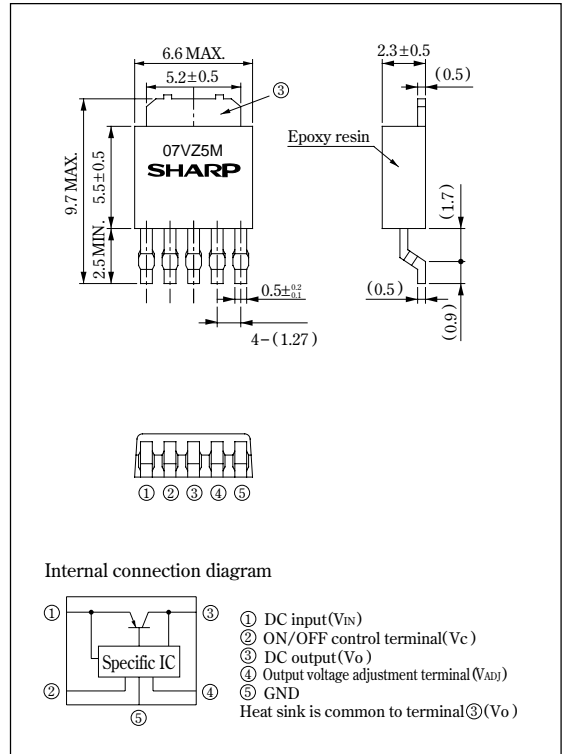 6.6 MAX.
5.2±0.5
③
2.3±0.5
(0.5)
Epoxy resin
07VZ5M
SHARP
9.7 MAX.
5.5±0.5
2.5 MIN.
(1.7)
0.5±0.2 0.1
(0.5)
(0.9)
4−(1.27)
① ② ③ ④ ⑤
Internal connection diagram
① ③
Specific IC
② ④
⑤
① DC input(VIN)
② ON/OFF control terminal(Vc)
③ DC output(Vo)
④ Output voltage adjustment terminal(VADJ)
⑤ GND
Heat sink is common to terminal③(Vo)